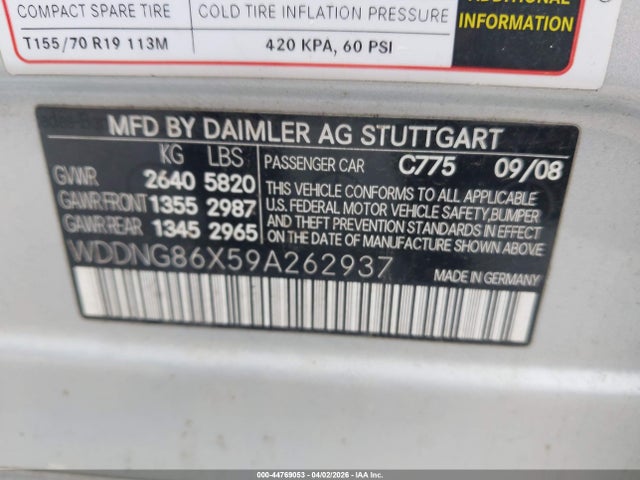 COMPACT SPARE TIRE COLD TIRE INFLATION PRESSURE
T155/70 R19 113M 420 KPA, 60 PSI
ADDITIONAL
INFORMATION
MFD BY DAIMLER AG STUTTGART
KG LBS
GVWR 2640 5820
GAWR FRONT 1355 2987
GAWR REAR 1345 2965
PASSENGER CAR C775 09/08
THIS VEHICLE CONFORMS TO ALL APPLICABLE
U.S. FEDERAL MOTOR VEHICLE SAFETY,BUMPER
AND THEFT PREVENTION STANDARDS IN EFFECT
ON THE DATE OF MANUFACTURE SHOWN ABOVE.
WDDNG86X59A262937
MADE IN GERMANY
000-44769053 - 04/02/2026 - IAAI.COM